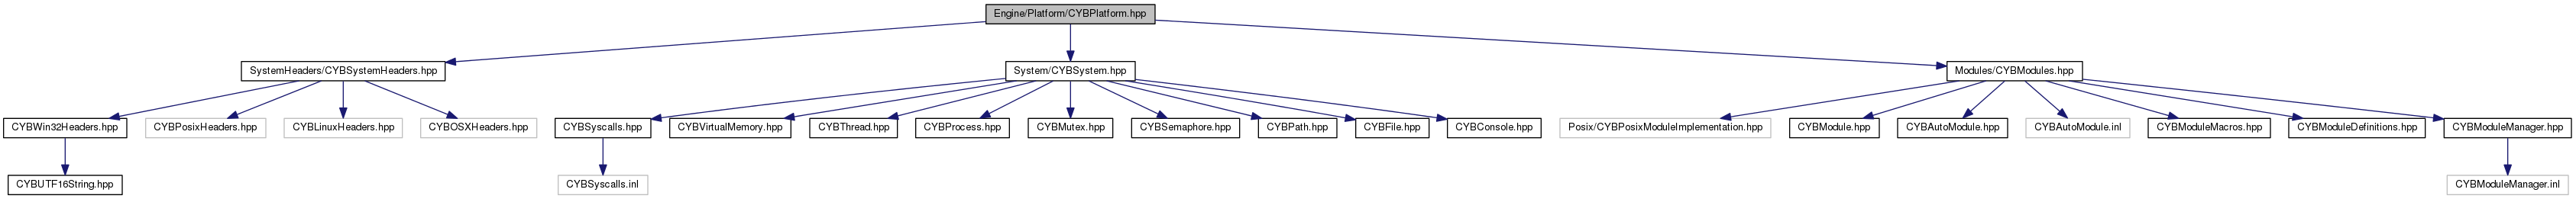 Engine/Platform/CYBPlatform.hpp
SystemHeaders/CYBSystemHeaders.hpp
System/CYBSystem.hpp
Modules/CYBModules.hpp
CYBWin32Headers.hpp
CYBPosixHeaders.hpp
CYBLinuxHeaders.hpp
CYBOSXHeaders.hpp
CYBSyscalls.hpp
CYBVirtualMemory.hpp
CYBThread.hpp
CYBProcess.hpp
CYBMutex.hpp
CYBSemaphore.hpp
CYBPath.hpp
CYBFile.hpp
CYBConsole.hpp
Posix/CYBPosixModuleImplementation.hpp
CYBModule.hpp
CYBAutoModule.hpp
CYBAutoModule.inl
CYBModuleMacros.hpp
CYBModuleDefinitions.hpp
CYBModuleManager.hpp
CYBUTF16String.hpp
CYBSyscalls.inl
CYBModuleManager.inl